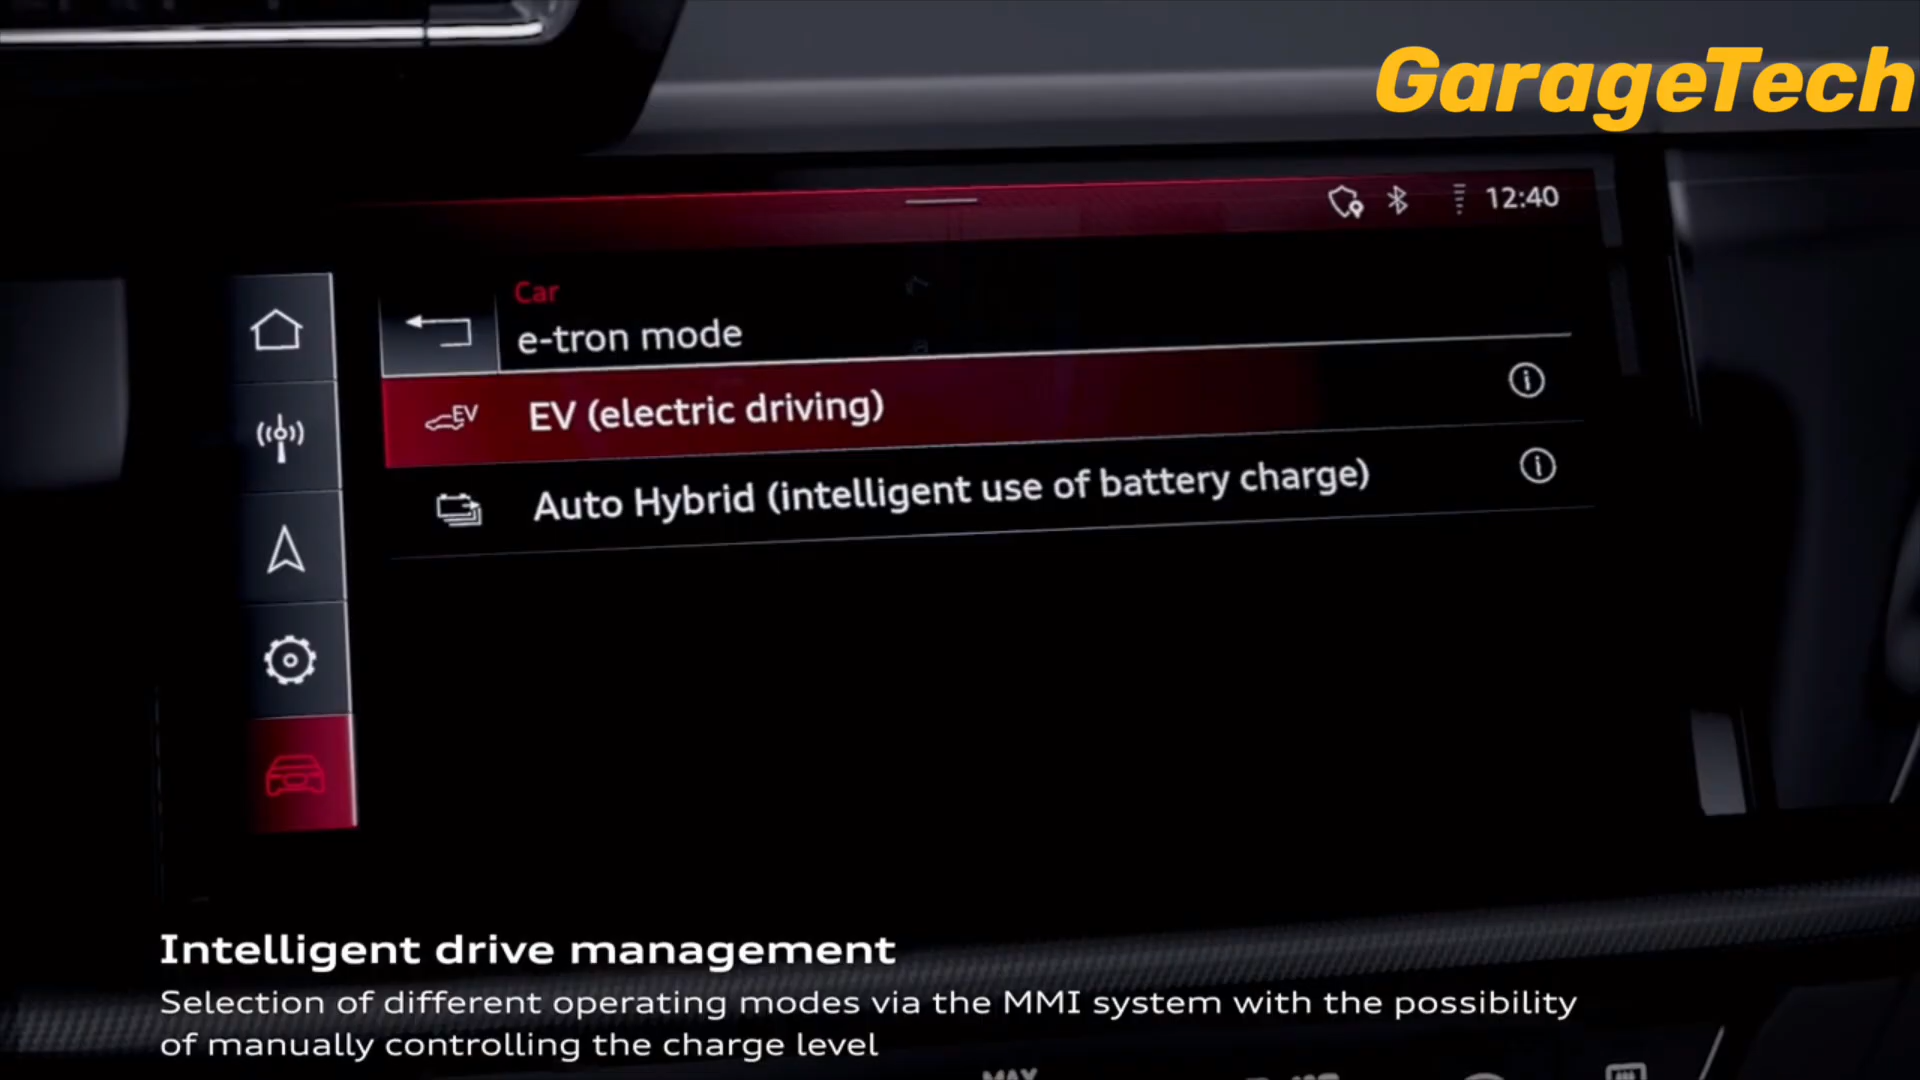 GarageTech
12:40
Car
e-tron mode
EV
EV (electric driving)
Auto Hybrid (intelligent use of battery charge)
Intelligent drive management
Selection of different operating modes via the MMI system with the possibility
of manually controlling the charge level
MAX